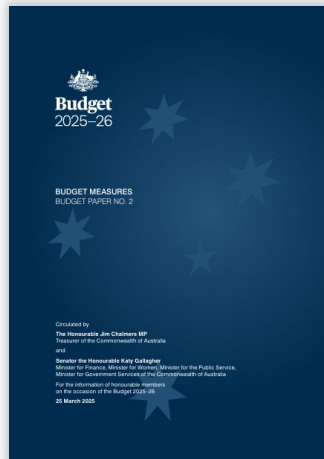 Budget
2025–26
BUDGET MEASURES
BUDGET PAPER NO. 2
Circulated by
The Honourable Jim Chalmers MP
Treasurer of the Commonwealth of Australia
and
Senator the Honourable Katy Gallagher
Minister for Finance, Minister for Women, Minister for the Public Service,
Minister for Government Services of the Commonwealth of Australia
For the information of honourable members
on the occasion of the Budget 2025–26
25 March 2025